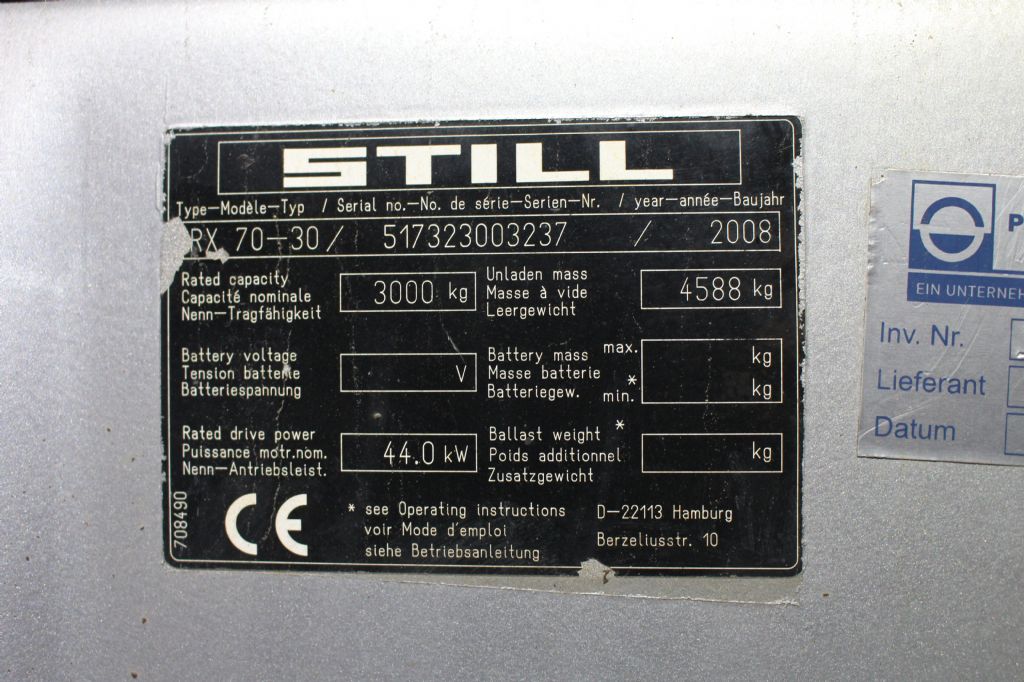 STILL
Type-Modèle-Typ / Serial no.-No. de série-Serien-Nr. / year-année-Baujahr
RX 70-30 / 517323003237 / 2008
Rated capacity
Capacité nominale
Nenn-Tragfähigkeit
3000 kg
Unladen mass
Masse à vide
Leergewicht
4588 kg
Battery voltage
Tension batterie
Batteriespannung
V
Battery mass max.
Masse batterie *
Batteriegew. min.
kg
kg
Rated drive power
Puissance motr.nom.
Nenn-Antriebsleist.
44.0 kW
Ballast weight *
Poids additionnel
Zusatzgewicht
kg
708490
CE
* see Operating instructions
voir Mode d'emploi
siehe Betriebsanleitung
D-22113 Hamburg
Berzeliusstr. 10
P
EIN UNTERNEH
Inv. Nr.
Lieferant
Datum